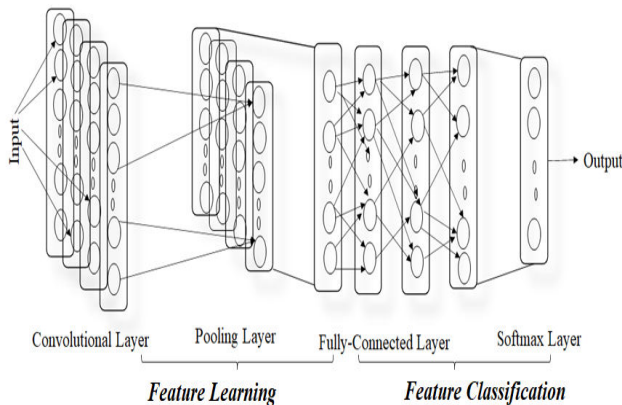 Input
Output
Convolutional Layer
Pooling Layer
Fully-Connected Layer
Softmax Layer
Feature Learning
Feature Classification